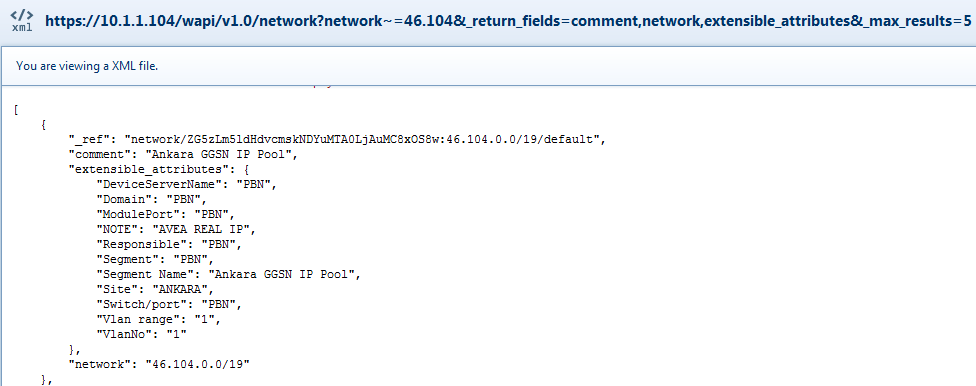 </>
xml
https://10.1.1.104/wapi/v1.0/network?network~=46.104&_return_fields=comment,network,extensible_attributes&_max_results=5
You are viewing a XML file.
[
{
"_ref": "network/ZG5zLm5ldHdvcmskNDYuMTA0LjAuMC8xOS8w:46.104.0.0/19/default",
"comment": "Ankara GGSN IP Pool",
"extensible_attributes": {
"DeviceServerName": "PBN",
"Domain": "PBN",
"ModulePort": "PBN",
"NOTE": "AVEA REAL IP",
"Responsible": "PBN",
"Segment": "PBN",
"Segment Name": "Ankara GGSN IP Pool",
"Site": "ANKARA",
"Switch/port": "PBN",
"Vlan range": "1",
"VlanNo": "1"
},
"network": "46.104.0.0/19"
},